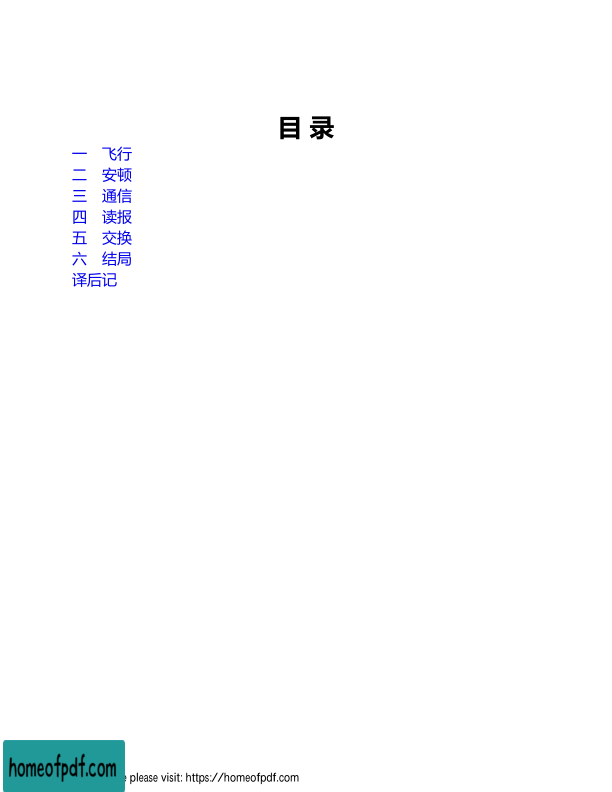 目 录
一　飞行
二　安顿
三　通信
四　读报
五　交换
六　结局
译后记
homeofpdf.com
please visit: https://homeofpdf.com